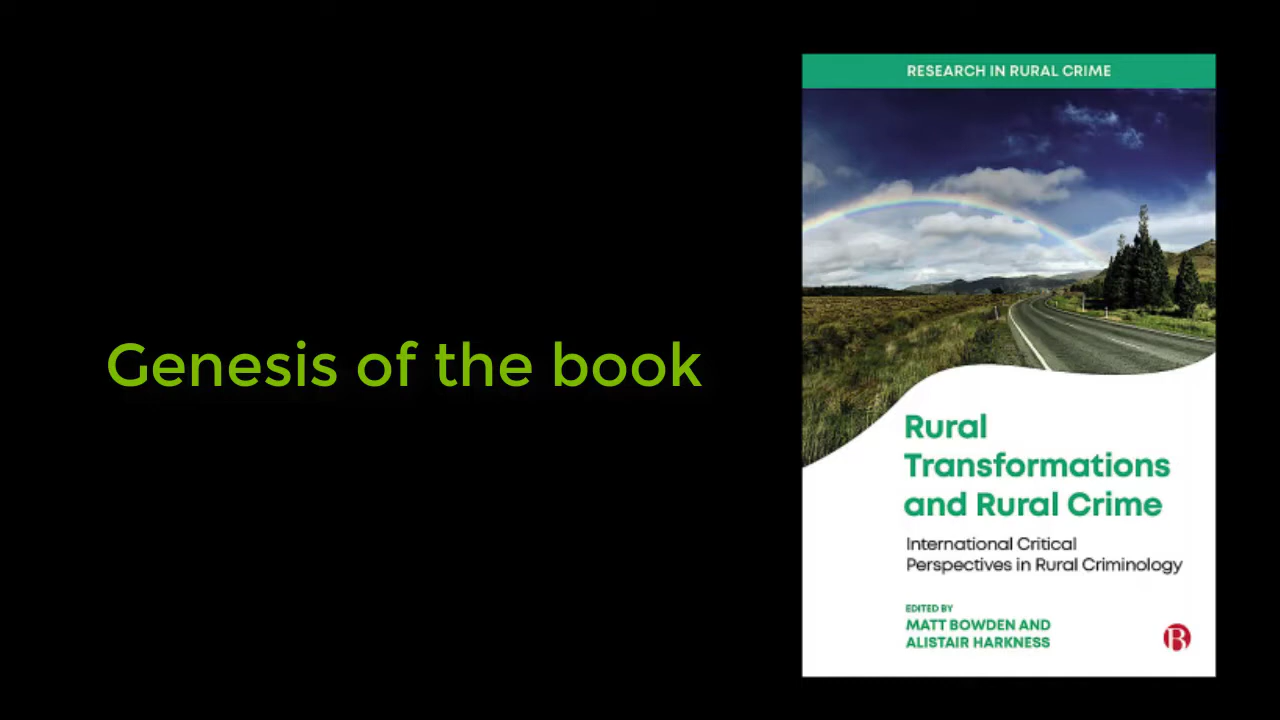 Genesis of the book
RESEARCH IN RURAL CRIME
Rural
Transformations
and Rural Crime
International Critical
Perspectives in Rural Criminology
EDITED BY
MATT BOWDEN AND
ALISTAIR HARKNESS
B